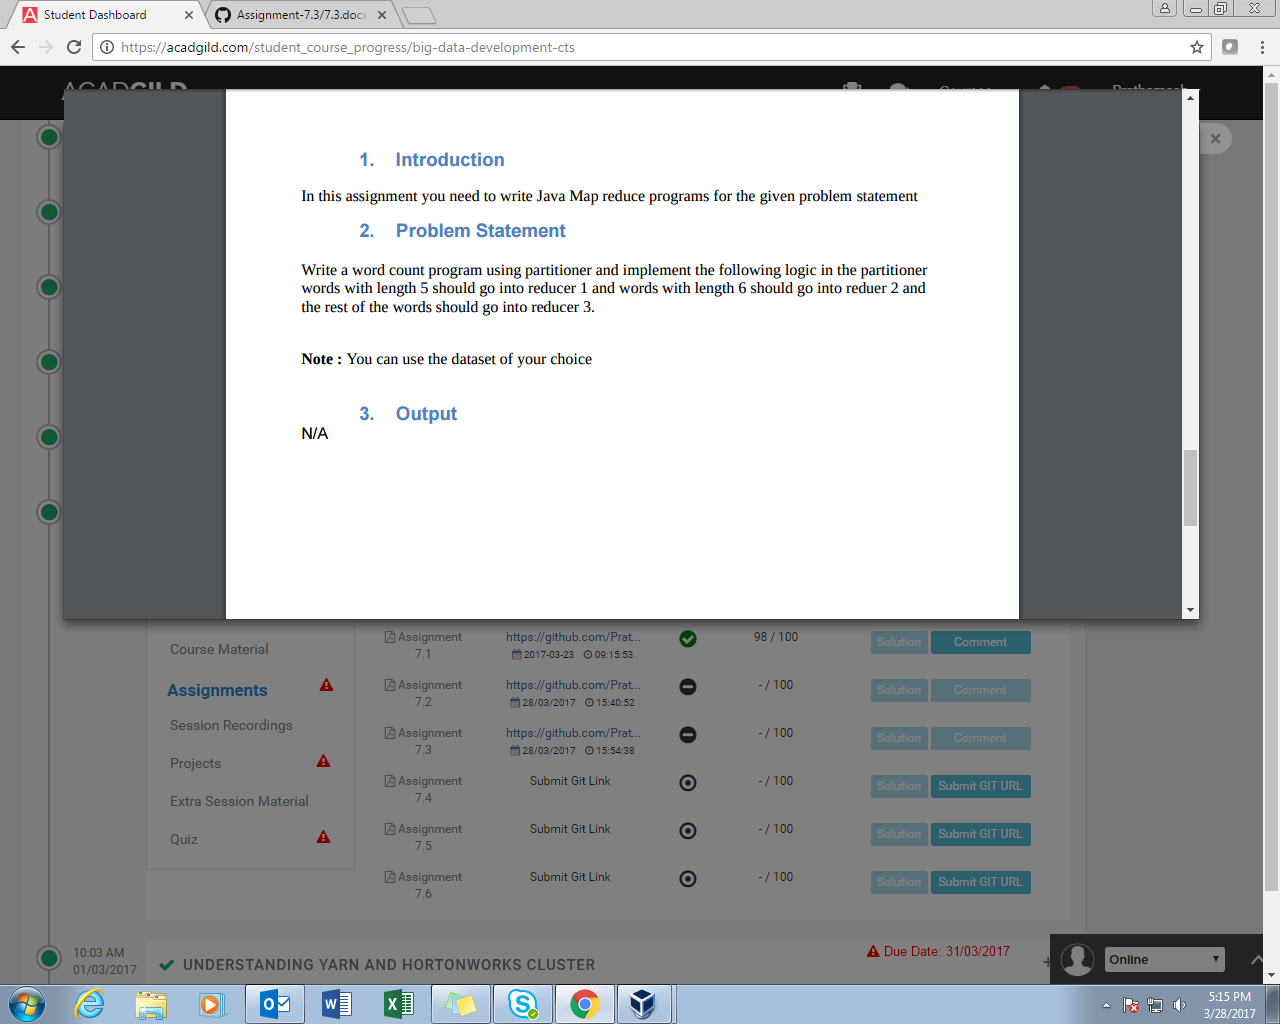 Student Dashboard
Assignment-7.3/7.3.docx
https://acadgild.com/student_course_progress/big-data-development-cts
1. Introduction
In this assignment you need to write Java Map reduce programs for the given problem statement
2. Problem Statement
Write a word count program using partitioner and implement the following logic in the partitioner
words with length 5 should go into reducer 1 and words with length 6 should go into reduer 2 and
the rest of the words should go into reducer 3.
Note : You can use the dataset of your choice
3. Output
N/A
Course Material
Assignments
Session Recordings
Projects
Extra Session Material
Quiz
Assignment https://github.com/Prat... 98 / 100 Solution Comment
7.1 2017-03-23 09:15:53
Assignment https://github.com/Prat... - / 100 Solution Comment
7.2 28/03/2017 15:40:52
Assignment https://github.com/Prat... - / 100 Solution Comment
7.3 28/03/2017 15:54:38
Assignment Submit Git Link - / 100 Solution Submit GIT URL
7.4
Assignment Submit Git Link - / 100 Solution Submit GIT URL
7.5
Assignment Submit Git Link - / 100 Solution Submit GIT URL
7.6
10:03 AM
01/03/2017
UNDERSTANDING YARN AND HORTONWORKS CLUSTER
Due Date: 31/03/2017
Online
5:15 PM
3/28/2017